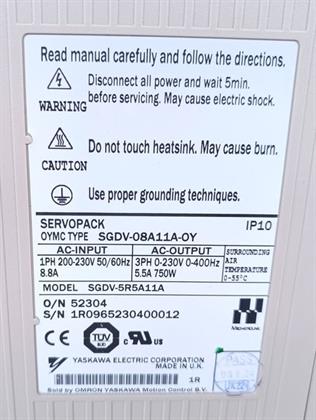 Read manual carefully and follow the directions.
Disconnect all power and wait 5min.
before servicing. May cause electric shock.
WARNING
Do not touch heatsink. May cause burn.
CAUTION
Use proper grounding techniques.
SERVOPACK IP10
OYMC TYPE SGDV-08A11A-OY
AC-INPUT AC-OUTPUT SURROUNDING
AIR
TEMPERATURE
0-55°C
1PH 200-230V 50/60Hz 3PH 0-230V 0-400Hz
8.8A 5.5A 750W
MODEL SGDV-5R5A11A
O/N 52304
S/N 1R0965230400012
CE TÜV UL
YASKAWA ELECTRIC CORPORATION
MADE IN U.K.
1R
Sold by OMRON YASKAWA Motion Control B.V.
PASS